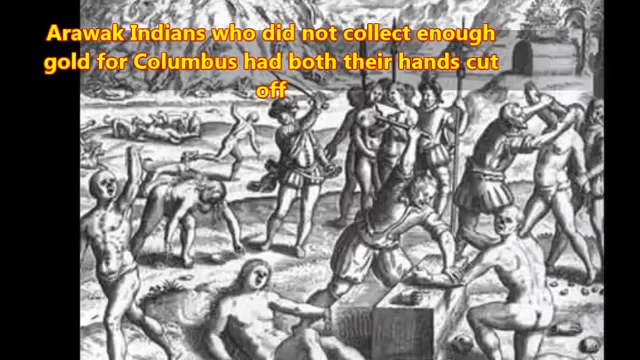 Arawak Indians who did not collect enough
gold for Columbus had both their hands cut
off